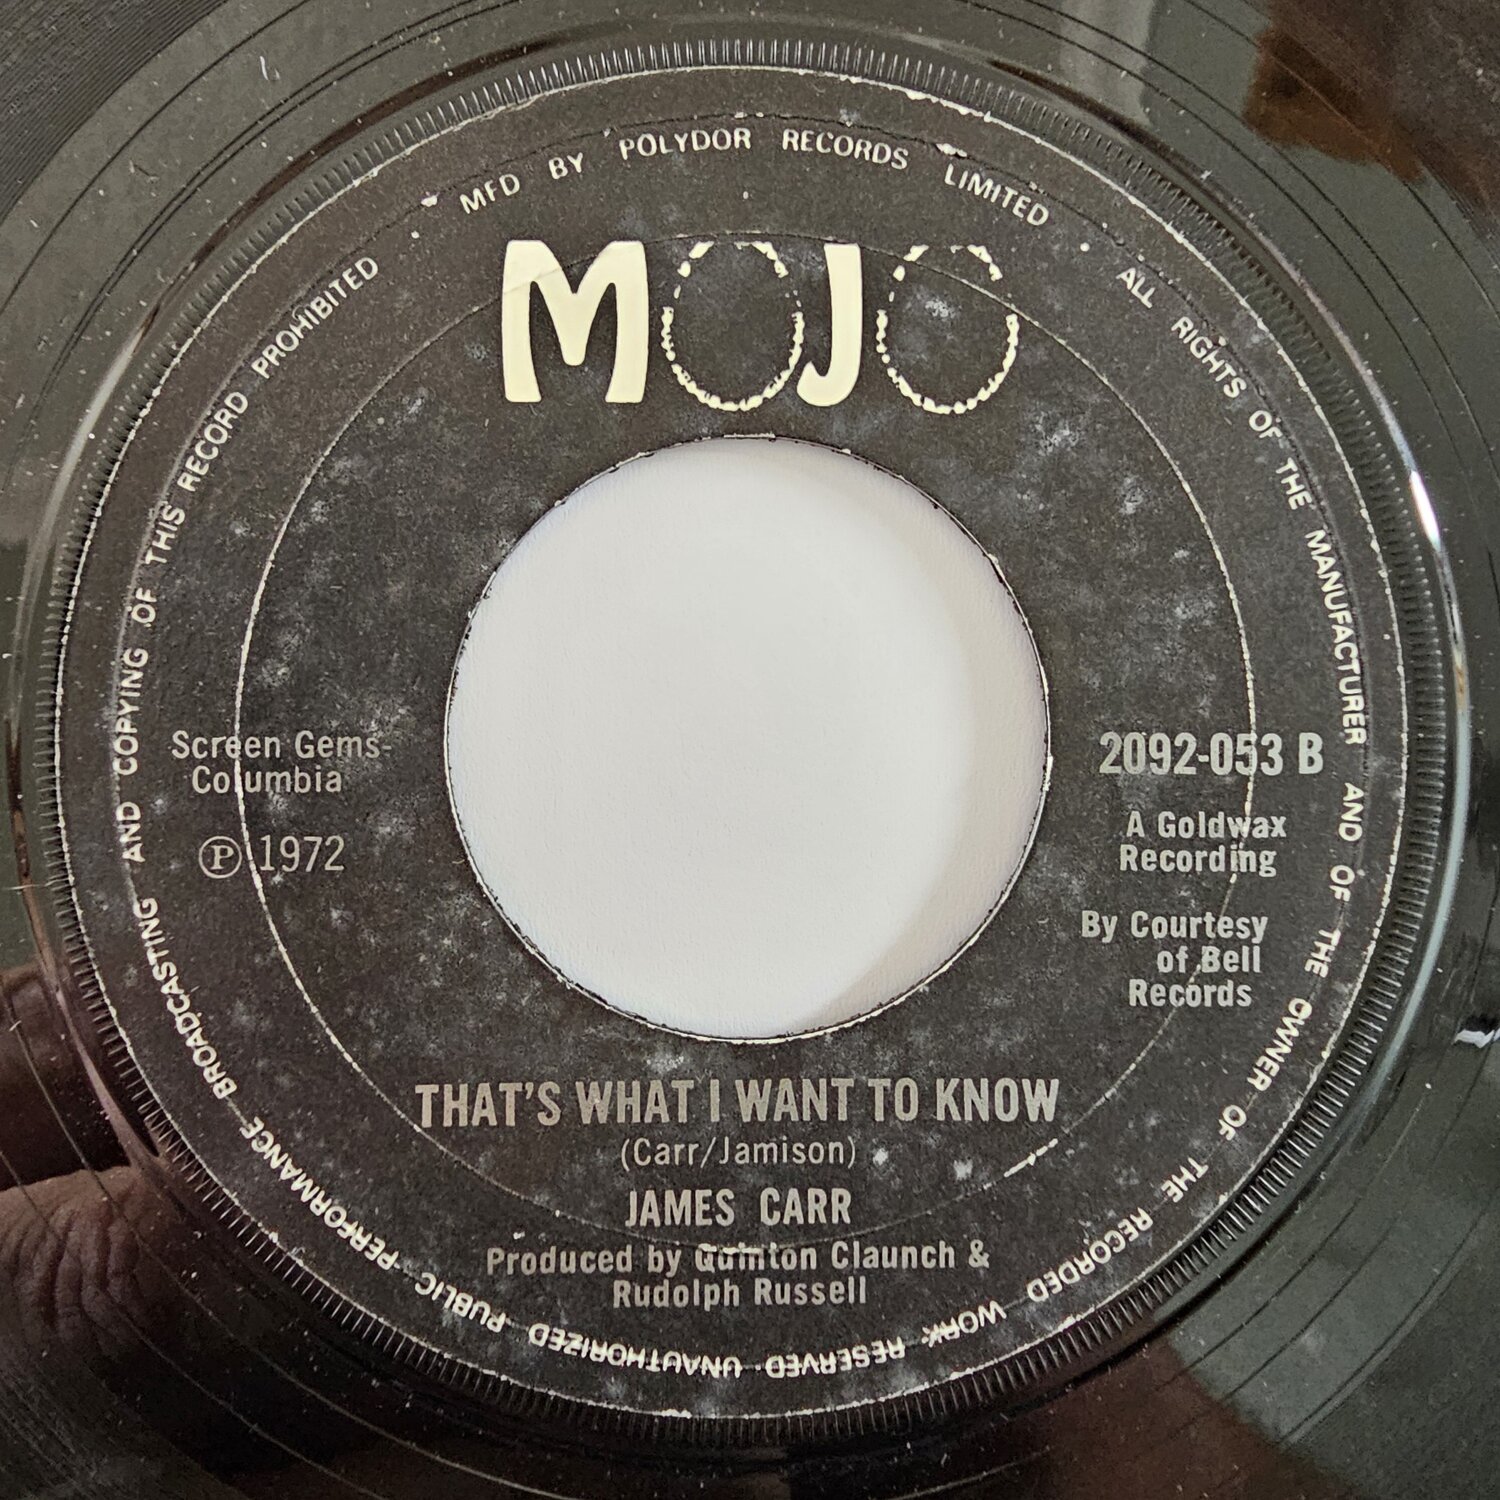 MFD BY POLYDOR RECORDS LIMITED • ALL RIGHTS OF THE MANUFACTURER AND OF THE OWNER OF THE RECORDED WORK RESERVED · UNAUTHORIZED PUBLIC PERFORMANCE BROADCASTING AND COPYING OF THIS RECORD PROHIBITED
MOJO
Screen Gems-
Columbia
Ⓟ 1972
2092-053 B
A Goldwax
Recording
By Courtesy
of Bell
Records
THAT'S WHAT I WANT TO KNOW
(Carr/Jamison)
JAMES CARR
Produced by Quinton Claunch &
Rudolph Russell